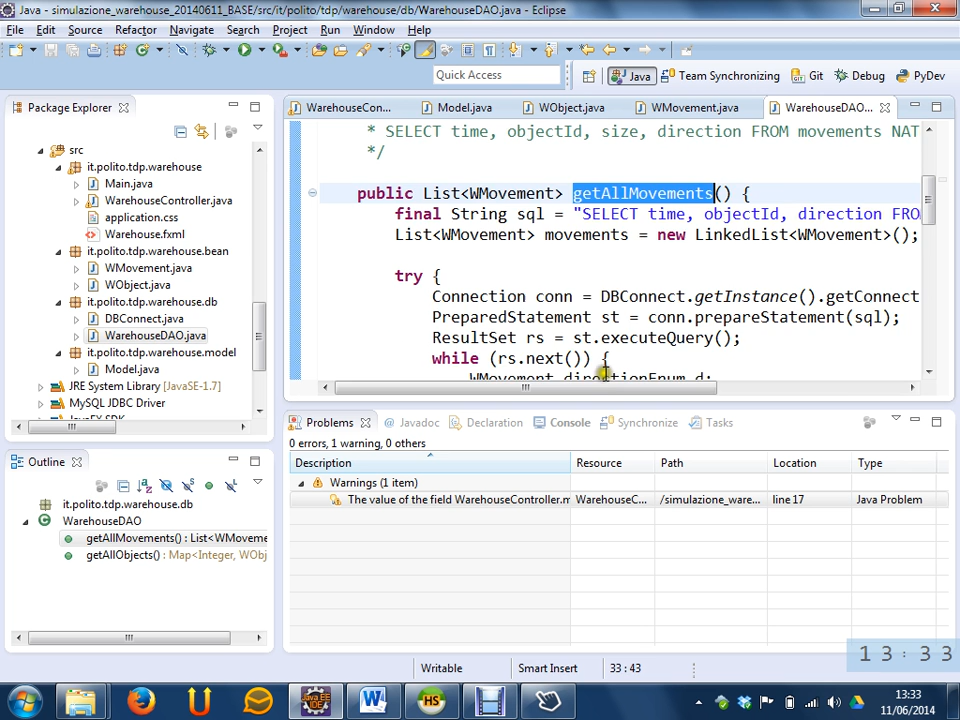 Java - simulazione_warehouse_20140611_BASE/src/it/polito/tdp/warehouse/db/WarehouseDAO.java - Eclipse
File Edit Source Refactor Navigate Search Project Run Window Help
Quick Access
Java
Team Synchronizing
Git
Debug
PyDev
Package Explorer
src
it.polito.tdp.warehouse
Main.java
WarehouseController.java
application.css
Warehouse.fxml
it.polito.tdp.warehouse.bean
WMovement.java
WObject.java
it.polito.tdp.warehouse.db
DBConnect.java
WarehouseDAO.java
it.polito.tdp.warehouse.model
Model.java
JRE System Library [JavaSE-1.7]
MySQL JDBC Driver
WarehouseCon...
Model.java
WObject.java
WMovement.java
WarehouseDAO...
* SELECT time, objectId, size, direction FROM movements NAT
*/
public List<WMovement> getAllMovements() {
final String sql = "SELECT time, objectId, direction FRO
List<WMovement> movements = new LinkedList<WMovement>();
try {
Connection conn = DBConnect.getInstance().getConnect
PreparedStatement st = conn.prepareStatement(sql);
ResultSet rs = st.executeQuery();
while (rs.next()) {
WMovement.directionEnum d;
Outline
it.polito.tdp.warehouse.db
WarehouseDAO
getAllMovements() : List<WMoveme
getAllObjects() : Map<Integer, WObj
Problems
Javadoc
Declaration
Console
Synchronize
Tasks
0 errors, 1 warning, 0 others
Description Resource Path Location Type
Warnings (1 item)
The value of the field WarehouseController.m WarehouseC... /simulazione_ware... line 17 Java Problem
Writable Smart Insert 33 : 43
13:33
13:33
11/06/2014